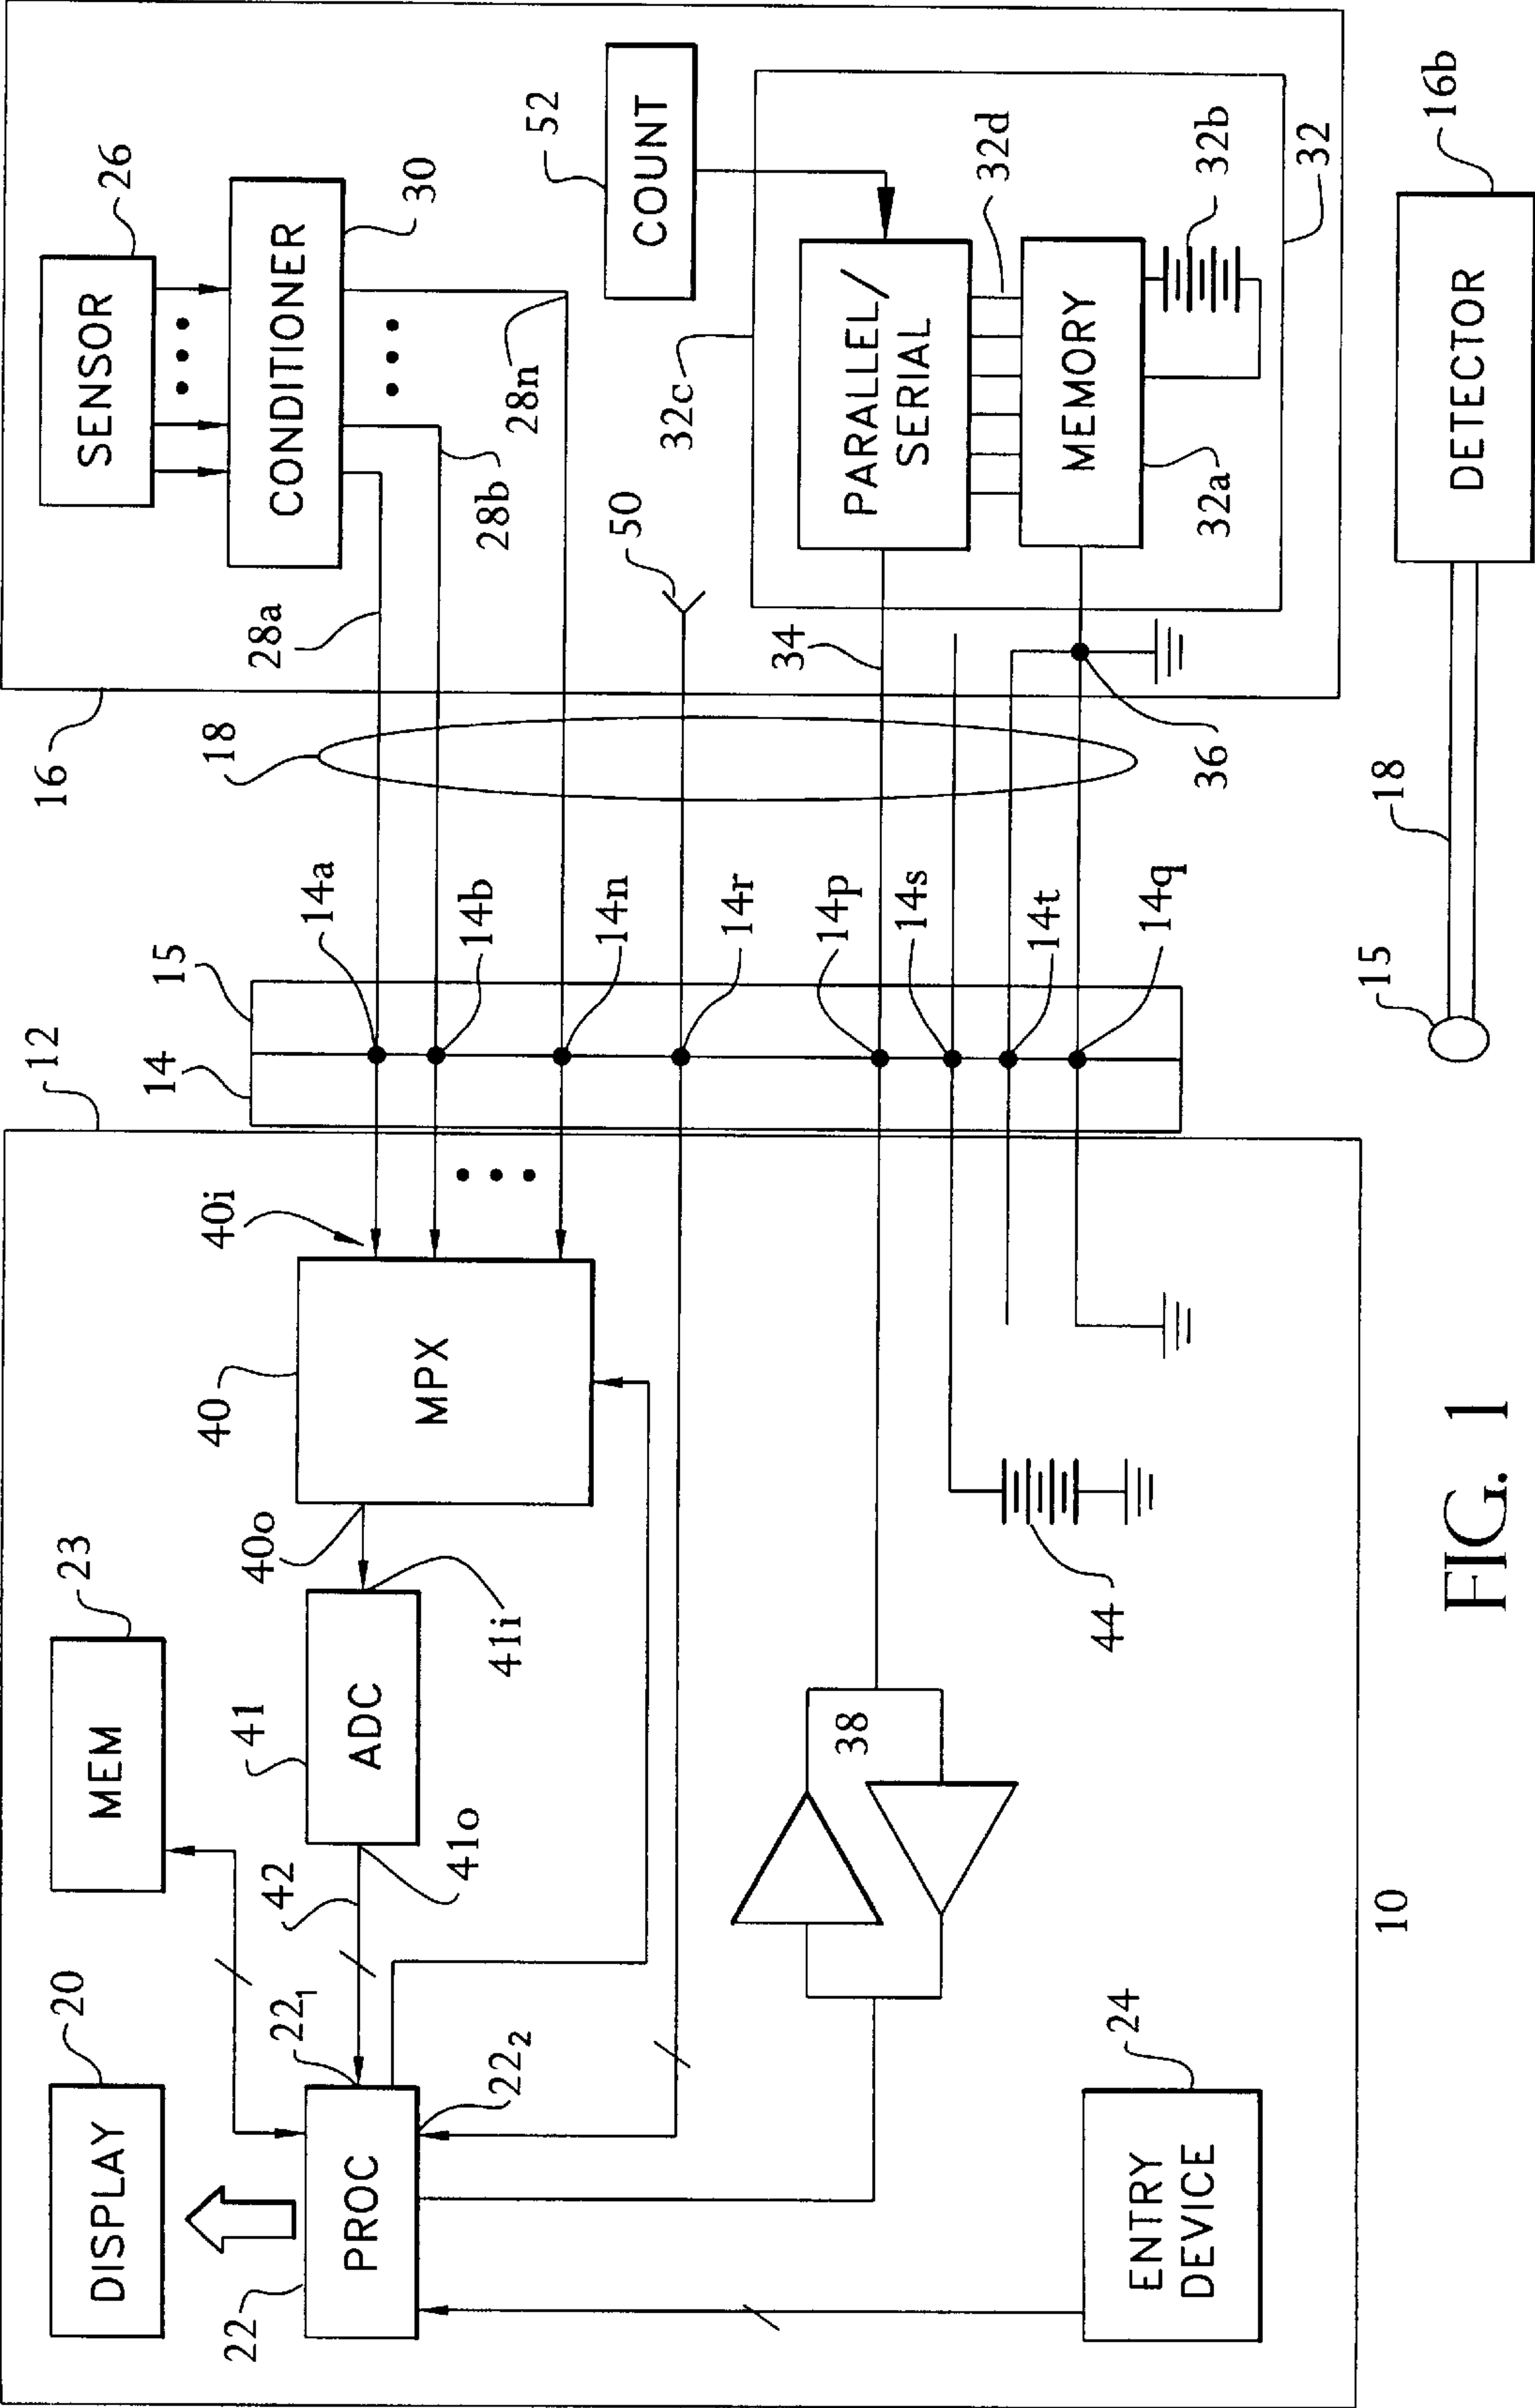 12
14
15
16
18
DISPLAY
20
MEM
23
SENSOR
26
PROC
22
22₁
22₂
42
41
ADC
41o
41i
40o
40
MPX
40i
14a
14b
14n
14r
14p
14s
14t
14q
28a
28b
28n
CONDITIONER
30
50
COUNT
52
32c
PARALLEL/
SERIAL
32d
MEMORY
32a
32b
32
34
36
38
44
ENTRY
DEVICE
24
10
15
18
DETECTOR
16b
FIG. 1